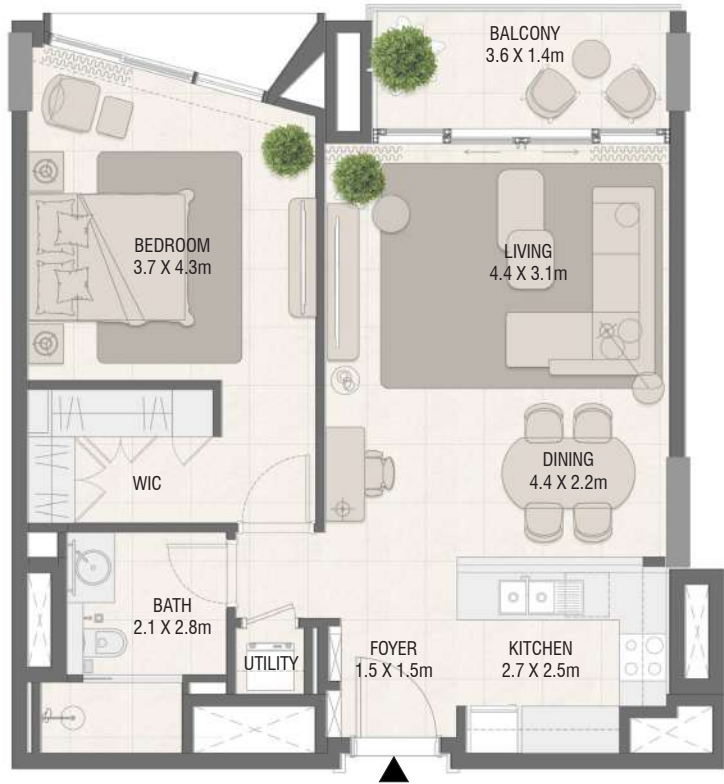 BALCONY
3.6 X 1.4m
BEDROOM
3.7 X 4.3m
LIVING
4.4 X 3.1m
WIC
DINING
4.4 X 2.2m
BATH
2.1 X 2.8m
UTILITY
FOYER
1.5 X 1.5m
KITCHEN
2.7 X 2.5m